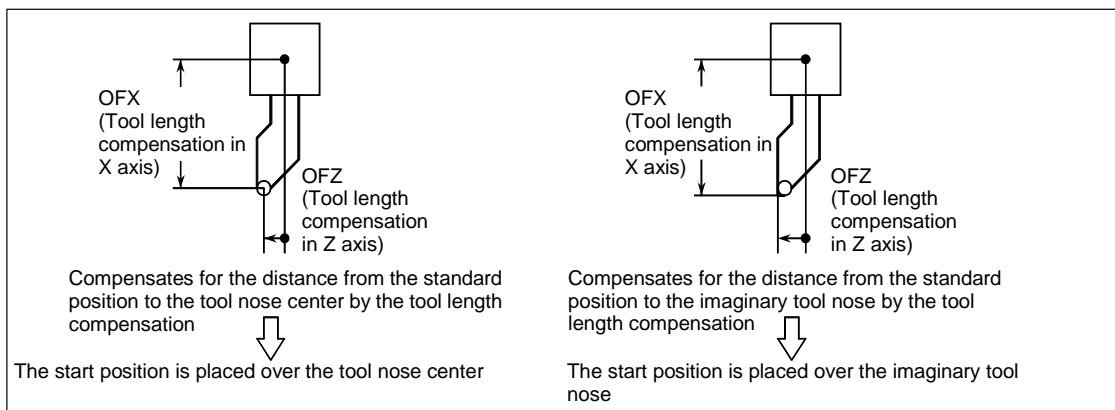 OFX
(Tool length
compensation in
X axis)
OFZ
(Tool length
compensation
in Z axis)
Compensates for the distance from the standard
position to the tool nose center by the tool length
compensation
The start position is placed over the tool nose center
OFX
(Tool length
compensation in
X axis)
OFZ
(Tool length
compensation
in Z axis)
Compensates for the distance from the standard
position to the imaginary tool nose by the tool
length compensation
The start position is placed over the imaginary tool
nose